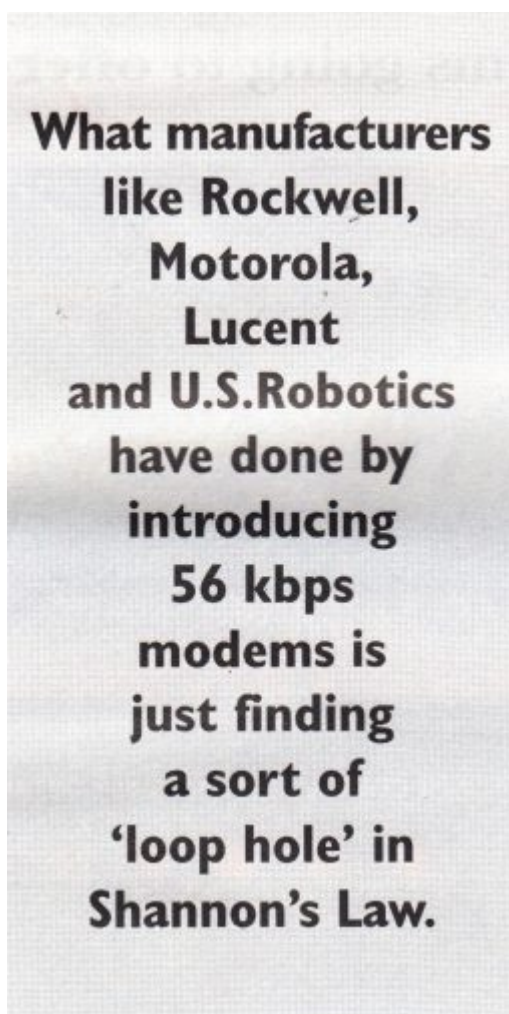 What manufacturers
like Rockwell,
Motorola,
Lucent
and U.S.Robotics
have done by
introducing
56 kbps
modems is
just finding
a sort of
‘loop hole’ in
Shannon’s Law.